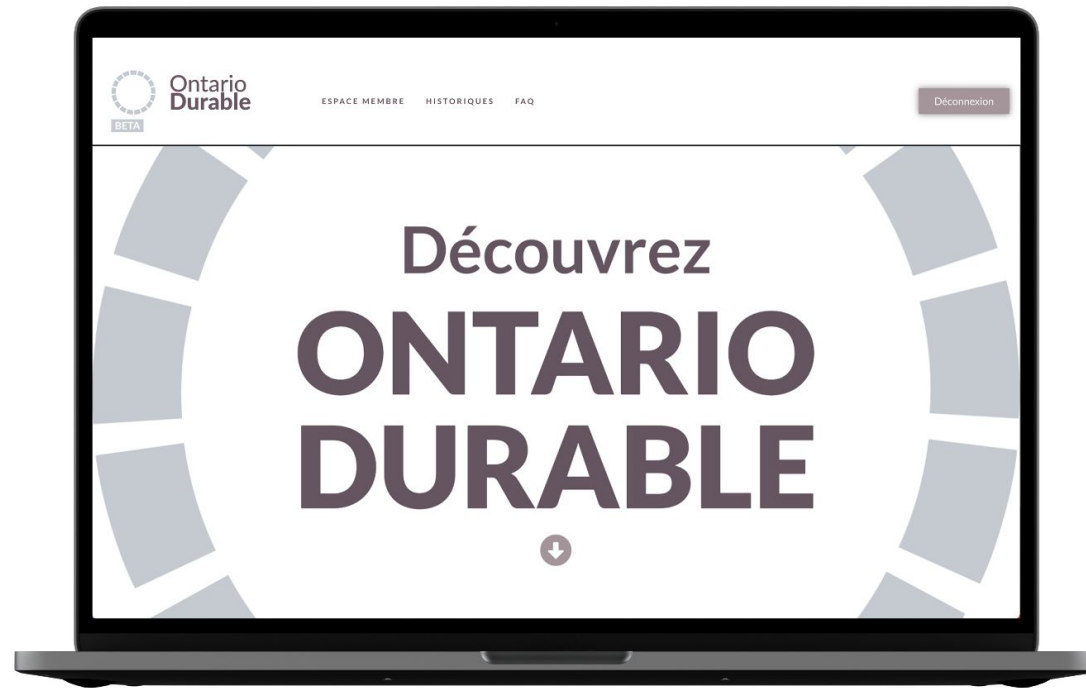 Ontario
Durable
BETA
ESPACE MEMBRE HISTORIQUES FAQ
Déconnexion
Découvrez
ONTARIO
DURABLE